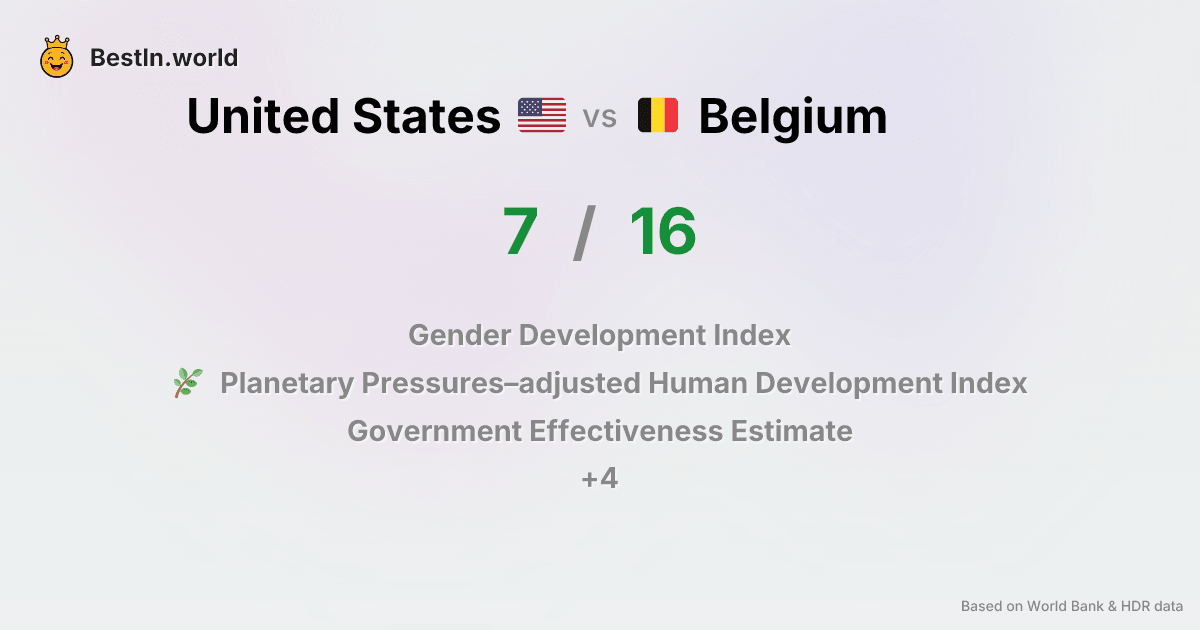 BestIn.world
United States vs Belgium
7 / 16
Gender Development Index
Planetary Pressures–adjusted Human Development Index
Government Effectiveness Estimate
+4
Based on World Bank & HDR data